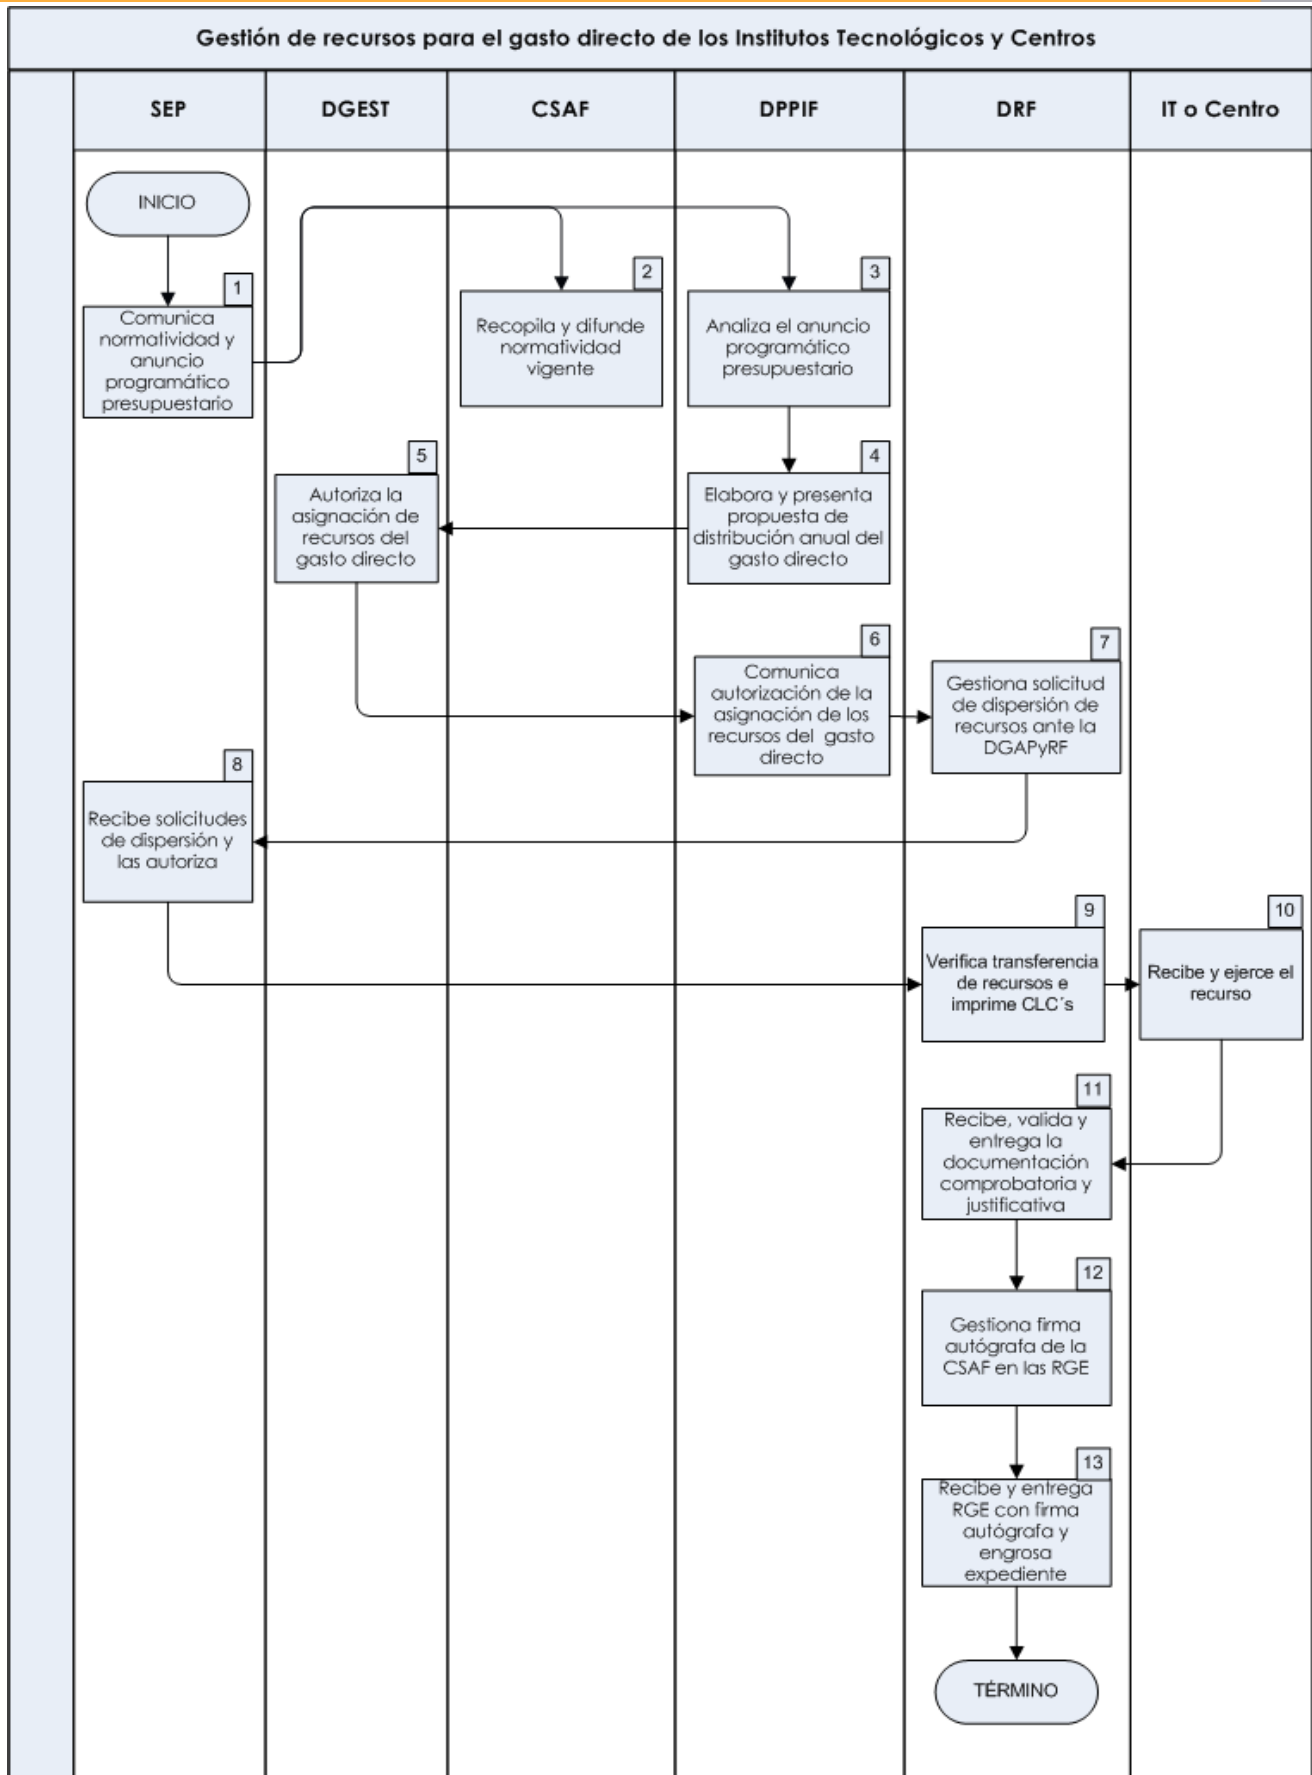 Gestión de recursos para el gasto directo de los Institutos Tecnológicos y Centros
SEP
DGEST
CSAF
DPPIF
DRF
IT o Centro
INICIO
1
Comunica
normatividad y
anuncio
programático
presupuestario
2
Recopila y difunde
normatividad
vigente
3
Analiza el anuncio
programático
presupuestario
4
Elabora y presenta
propuesta de
distribución anual del
gasto directo
5
Autoriza la
asignación de
recursos del
gasto directo
6
Comunica
autorización de la
asignación de los
recursos del gasto
directo
7
Gestiona solicitud
de dispersión de
recursos ante la
DGAPyRF
8
Recibe solicitudes
de dispersión y
las autoriza
9
Verifica transferencia
de recursos e
imprime CLC´s
10
Recibe y ejerce el
recurso
11
Recibe, valida y
entrega la
documentación
comprobatoria y
justificativa
12
Gestiona firma
autógrafa de la
CSAF en las RGE
13
Recibe y entrega
RGE con firma
autógrafa y
engrosa
expediente
TÉRMINO